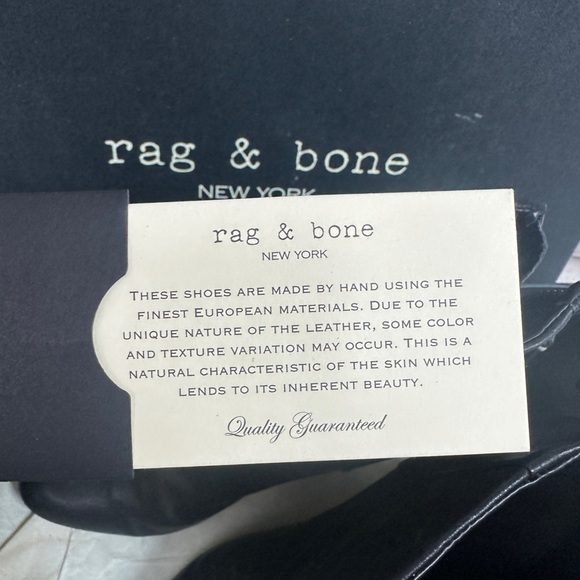 rag & bone
NEW YORK
rag & bone
NEW YORK
THESE SHOES ARE MADE BY HAND USING THE
FINEST EUROPEAN MATERIALS. DUE TO THE
UNIQUE NATURE OF THE LEATHER, SOME COLOR
AND TEXTURE VARIATION MAY OCCUR. THIS IS A
NATURAL CHARACTERISTIC OF THE SKIN WHICH
LENDS TO ITS INHERENT BEAUTY.
Quality Guaranteed